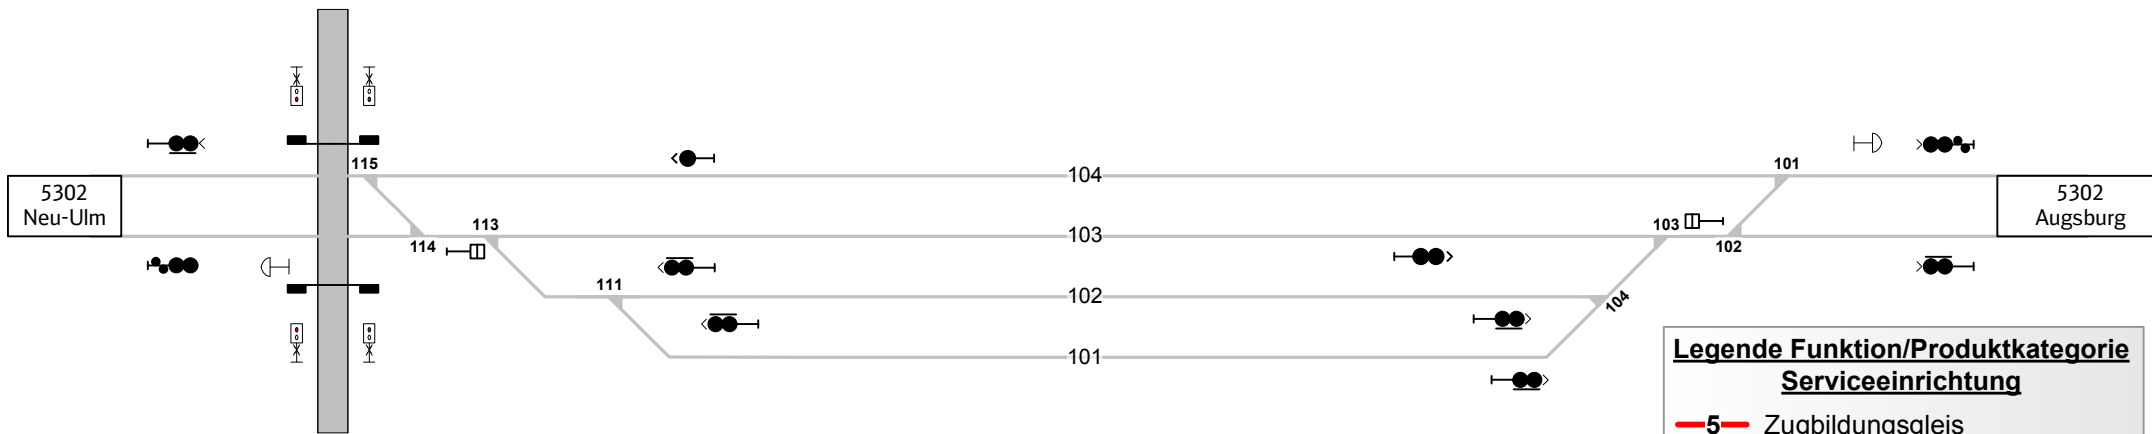 115
104
101
5302
Neu-Ulm
5302
Augsburg
113
103
103
114
102
111
102
104
101
Legende Funktion/Produktkategorie
Serviceeinrichtung
5 Zugbildungsgleis